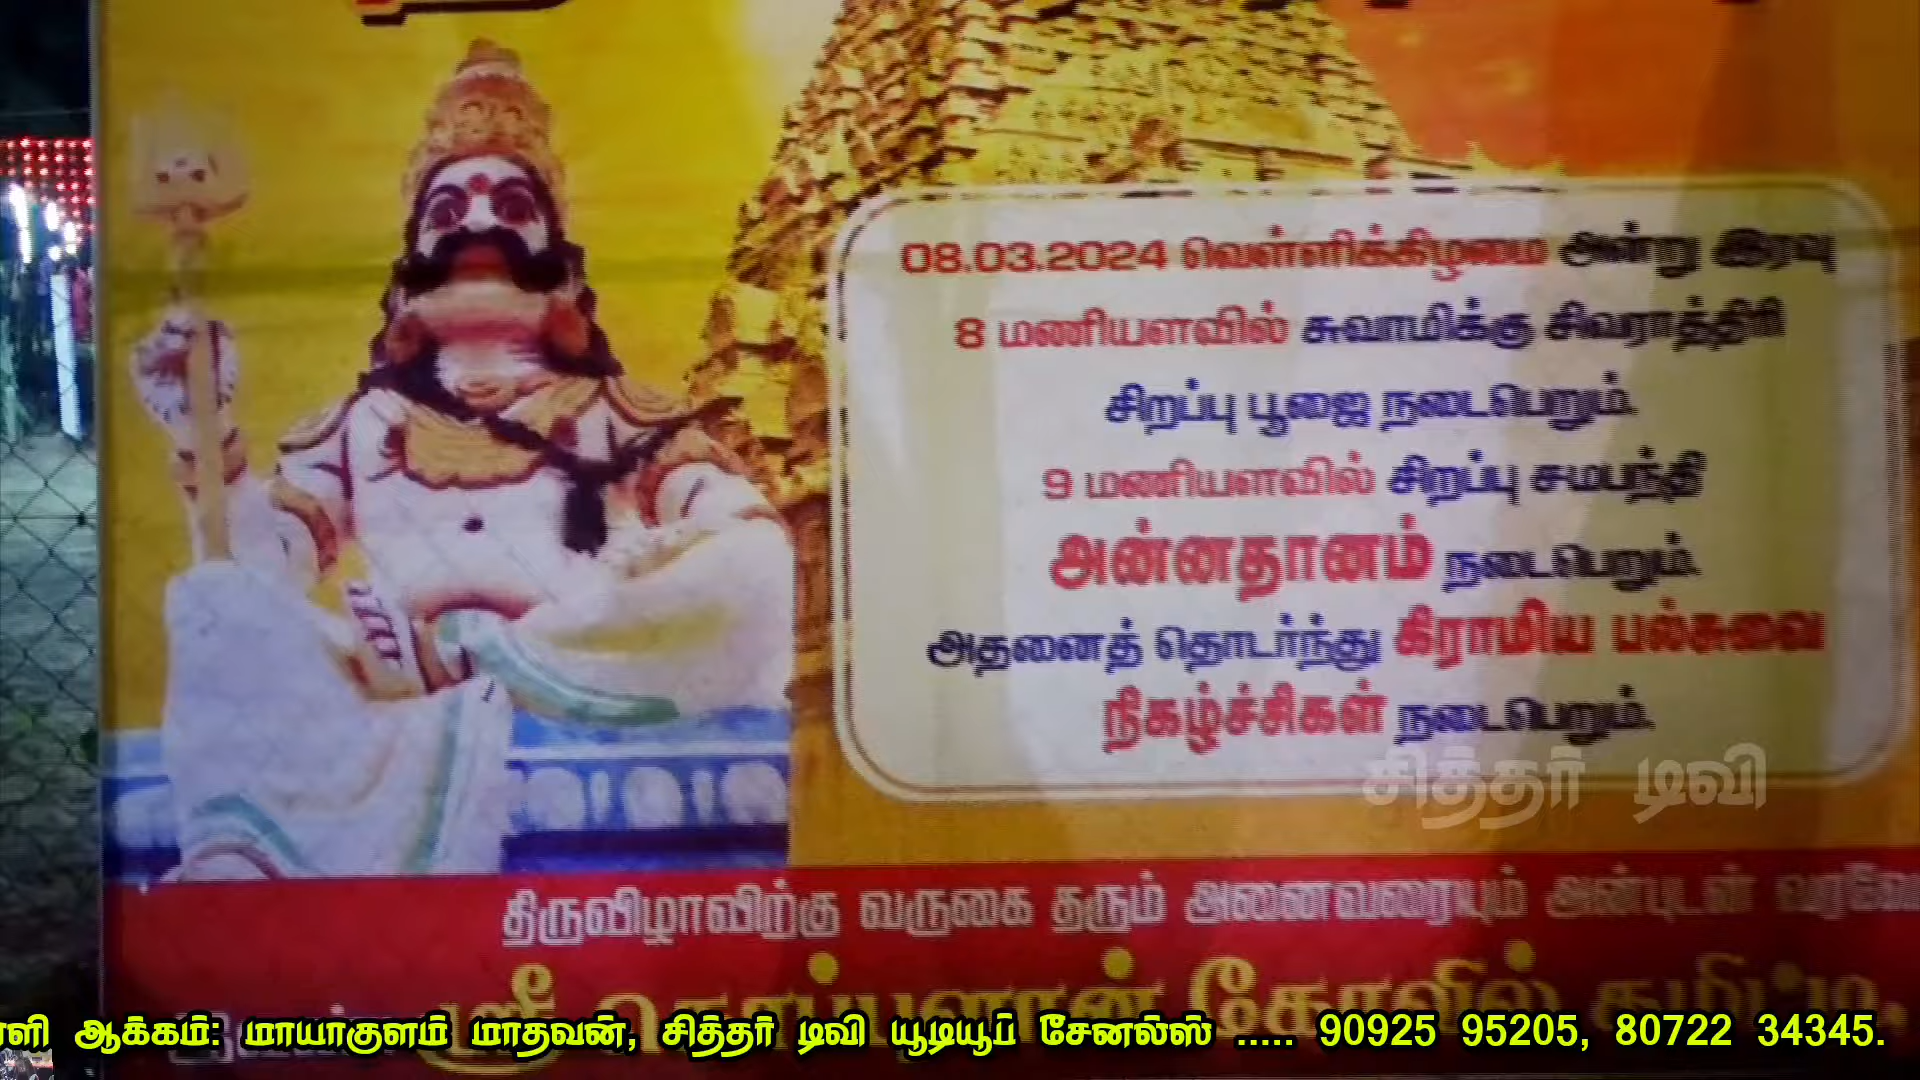 08.03.2024 வெள்ளிக்கிழமை அன்று இரவு
8 மணியளவில் சுவாமிக்கு சிவராத்திரி
சிறப்பு பூஜை நடைபெறும்.
9 மணியளவில் சிறப்பு சமபந்தி
அன்னதானம் நடைபெறும்.
அதனைத் தொடர்ந்து கிராமிய பல்சுவை
நிகழ்ச்சிகள் நடைபெறும்.
சித்தர் டிவி
திருவிழாவிற்கு வருகை தரும் அனைவரையும் அன்புடன்
ஸ்ரீ கோவில் கமிட்டி,
ஆக்கம்: மாயாகுளம் மாதவன், சித்தர் டிவி யூடியூப் சேனல்ஸ் ..... 90925 95205, 80722 34345.